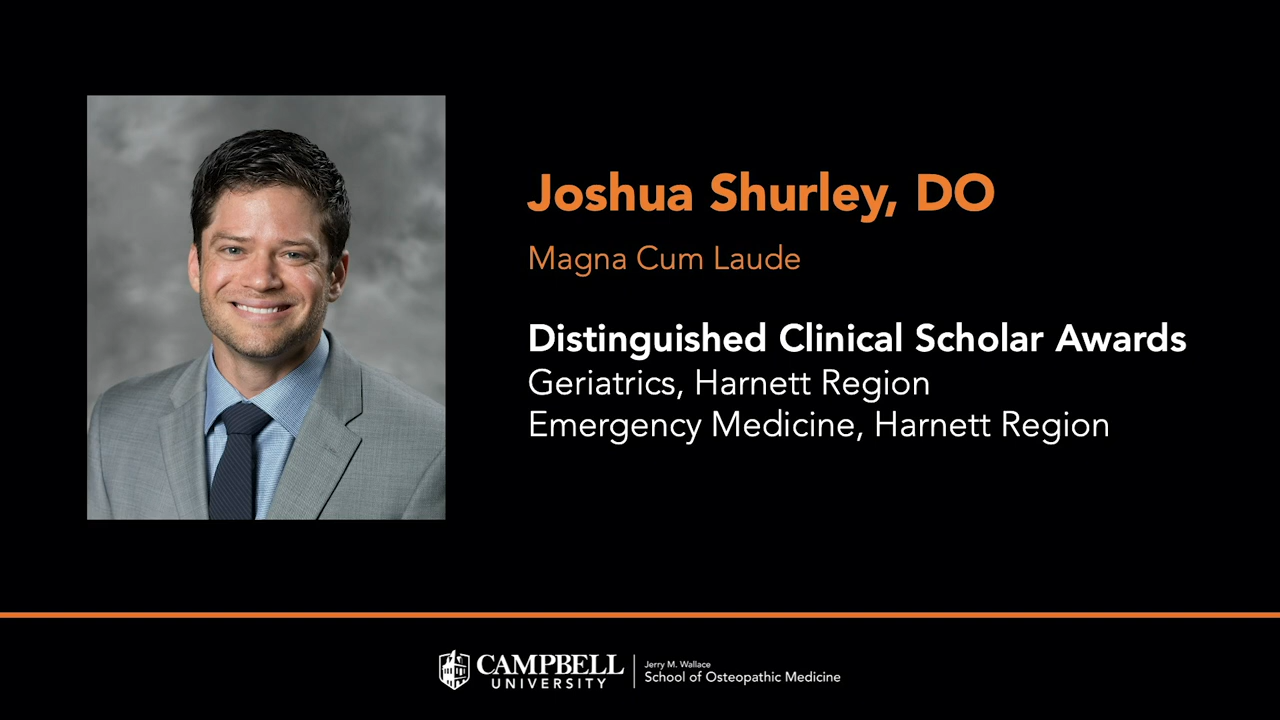 Joshua Shurley, DO
Magna Cum Laude
Distinguished Clinical Scholar Awards
Geriatrics, Harnett Region
Emergency Medicine, Harnett Region
CAMPBELL
UNIVERSITY
Jerry M. Wallace
School of Osteopathic Medicine